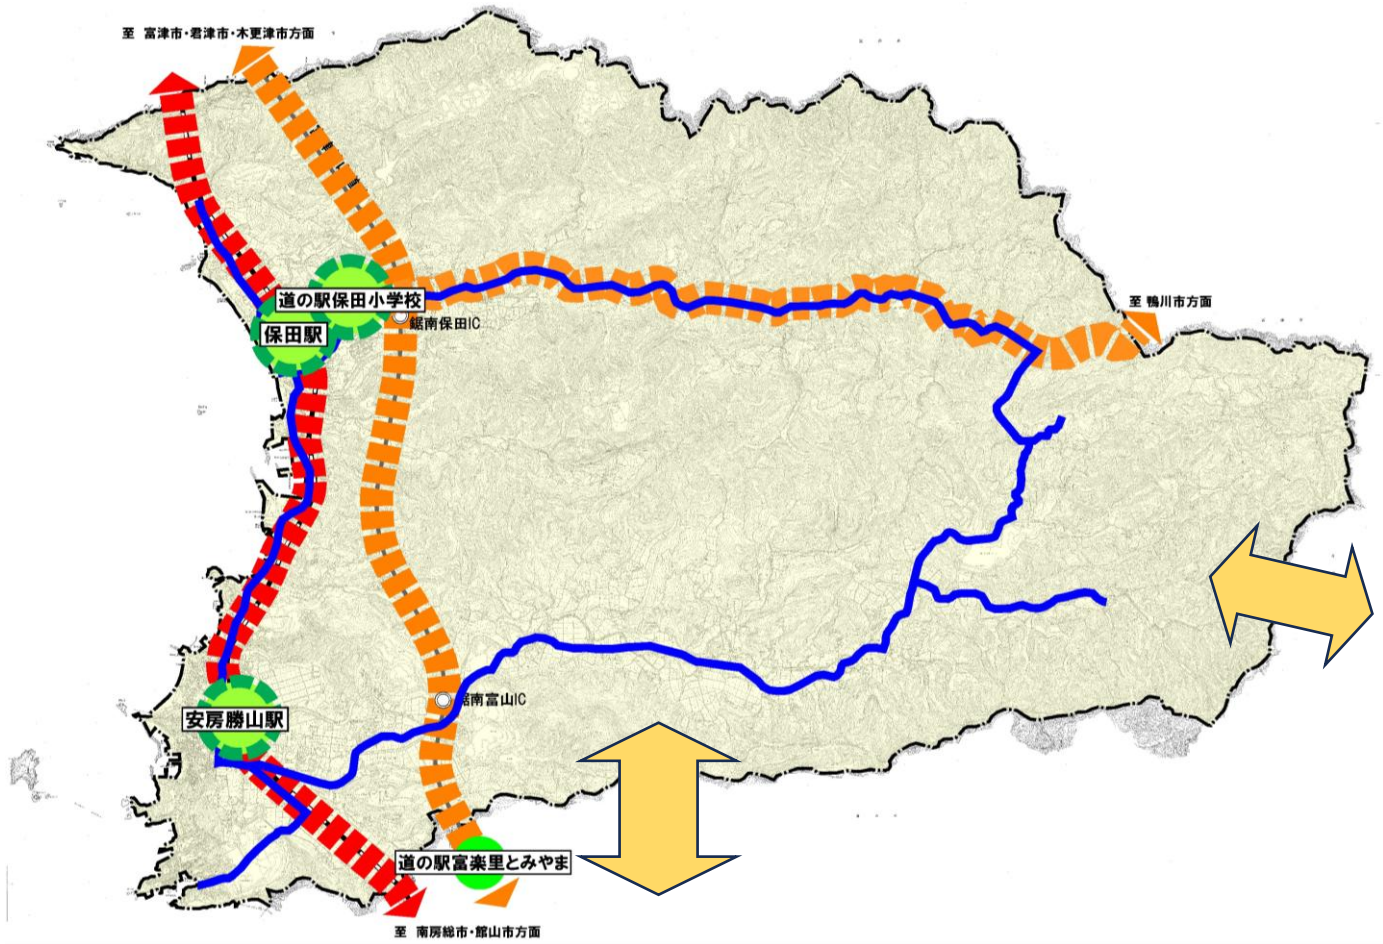 至 富津市・君津市・木更津市方面
至 鴨川市方面
道の駅保田小学校
鋸南保田IC
保田駅
鋸南富山IC
安房勝山駅
道の駅富楽里とみやま
至 南房総市・館山市方面